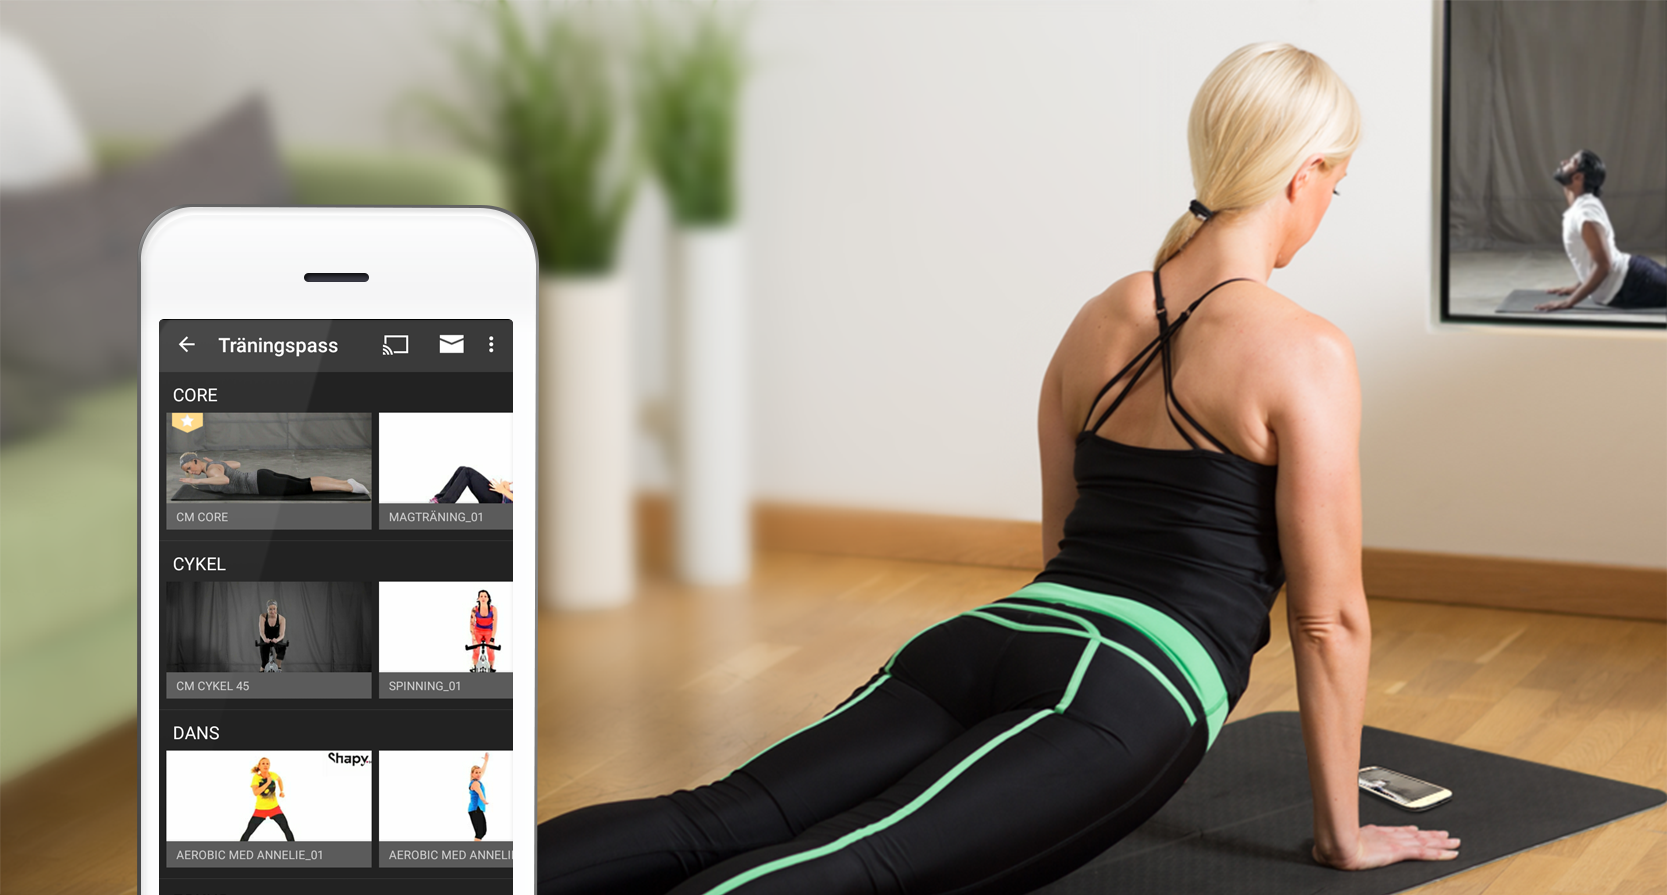 Träningspass
CORE
CM CORE
MAGTRÄNING_01
CYKEL
CM CYKEL 45
SPINNING_01
DANS
Shapy
AEROBIC MED ANNELIE_01
AEROBIC MED ANNELI